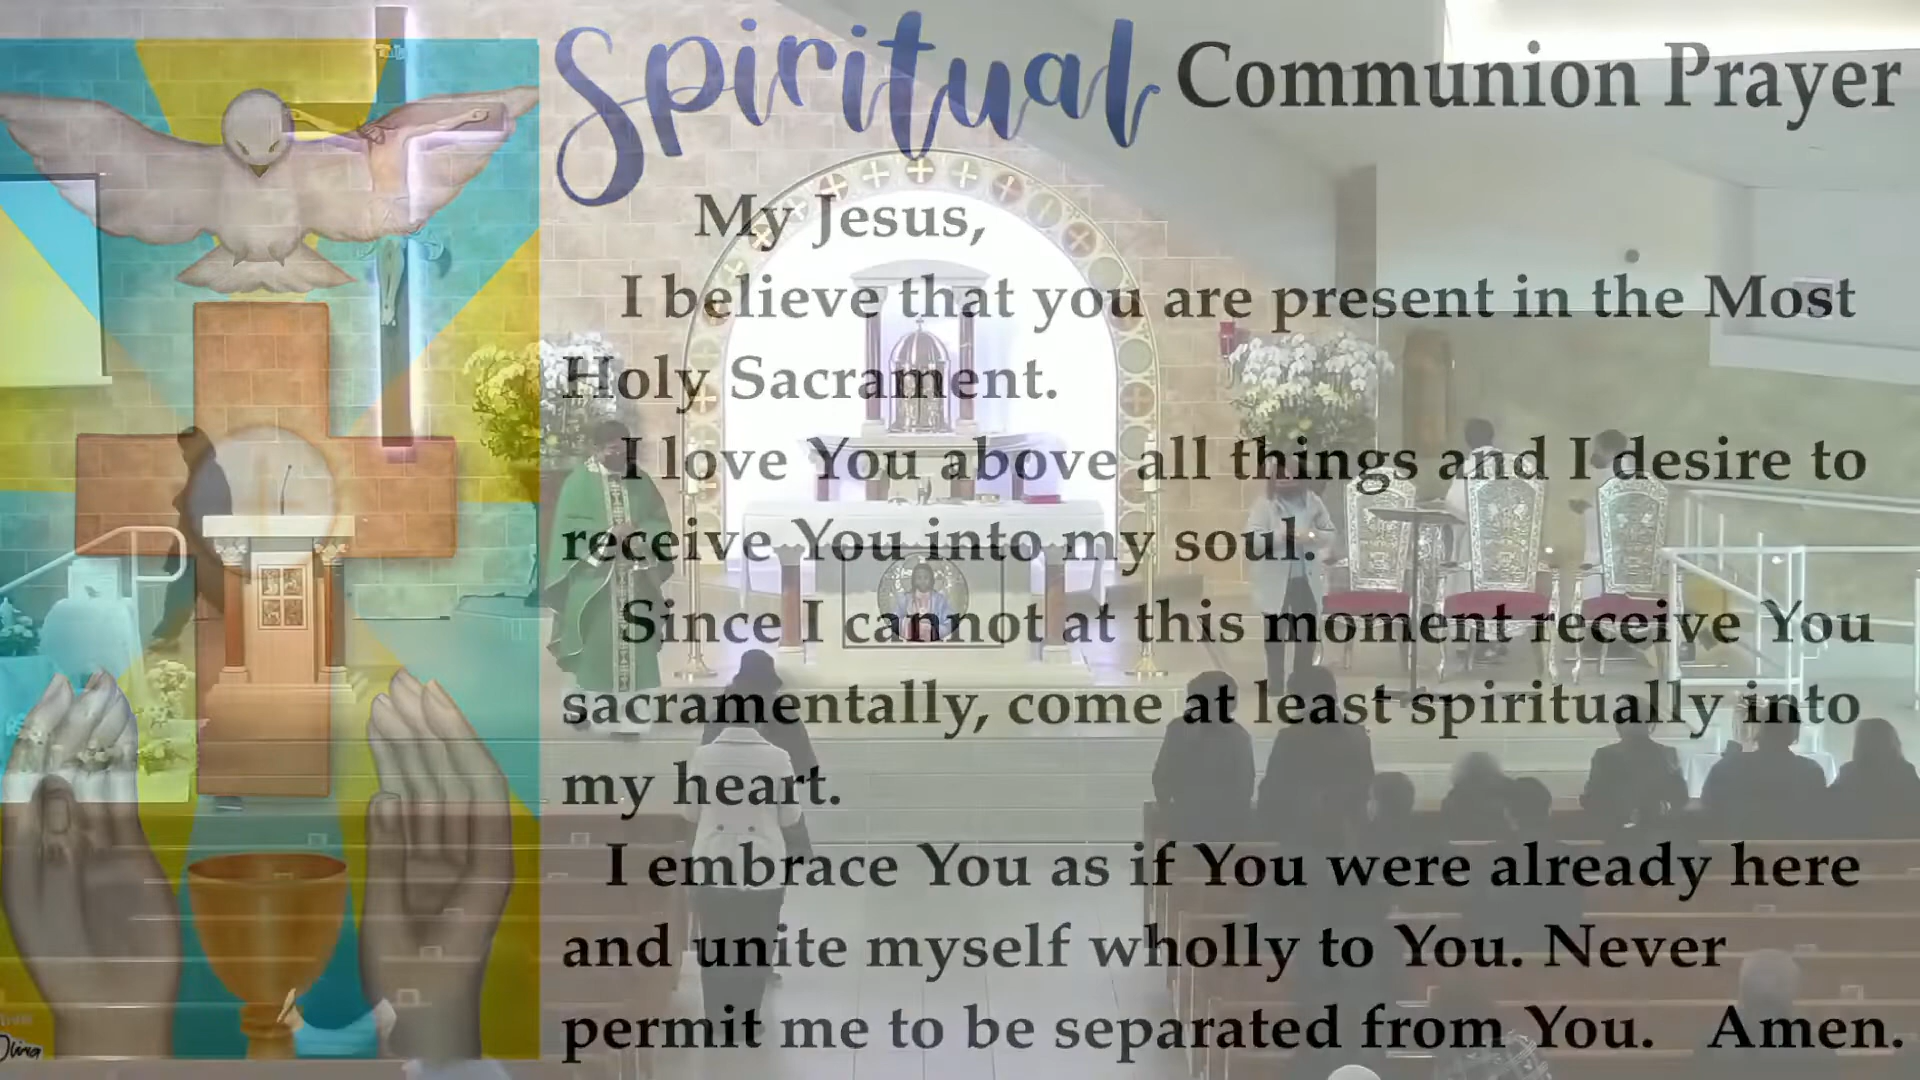 Spiritual Communion Prayer
My Jesus,
I believe that you are present in the Most
Holy Sacrament.
I love You above all things and I desire to
receive You into my soul.
Since I cannot at this moment receive You
sacramentally, come at least spiritually into
my heart.
I embrace You as if You were already here
and unite myself wholly to You. Never
permit me to be separated from You. Amen.
Olivia